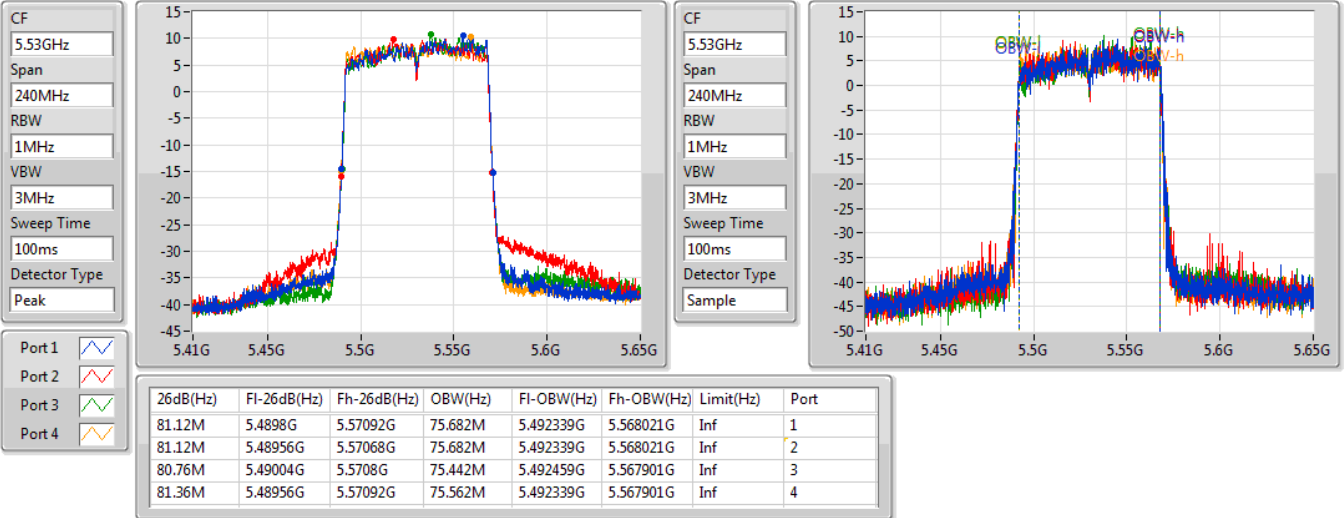 CF
5.53GHz
Span
240MHz
RBW
1MHz
VBW
3MHz
Sweep Time
100ms
Detector Type
Peak
15
10
5
0
-5
-10
-15
-20
-25
-30
-35
-40
-45
5.41G 5.45G 5.5G 5.55G 5.6G 5.65G
CF
5.53GHz
Span
240MHz
RBW
1MHz
VBW
3MHz
Sweep Time
100ms
Detector Type
Sample
15
10
5
0
-5
-10
-15
-20
-25
-30
-35
-40
-45
-50
OBW-l
OBW-h
OBW-h
5.41G 5.45G 5.5G 5.55G 5.6G 5.65G
Port 1
Port 2
Port 3
Port 4
26dB(Hz) Fl-26dB(Hz) Fh-26dB(Hz) OBW(Hz) Fl-OBW(Hz) Fh-OBW(Hz) Limit(Hz) Port
81.12M 5.4898G 5.57092G 75.682M 5.492339G 5.568021G Inf 1
81.12M 5.48956G 5.57068G 75.682M 5.492339G 5.568021G Inf 2
80.76M 5.49004G 5.5708G 75.442M 5.492459G 5.567901G Inf 3
81.36M 5.48956G 5.57092G 75.562M 5.492339G 5.567901G Inf 4